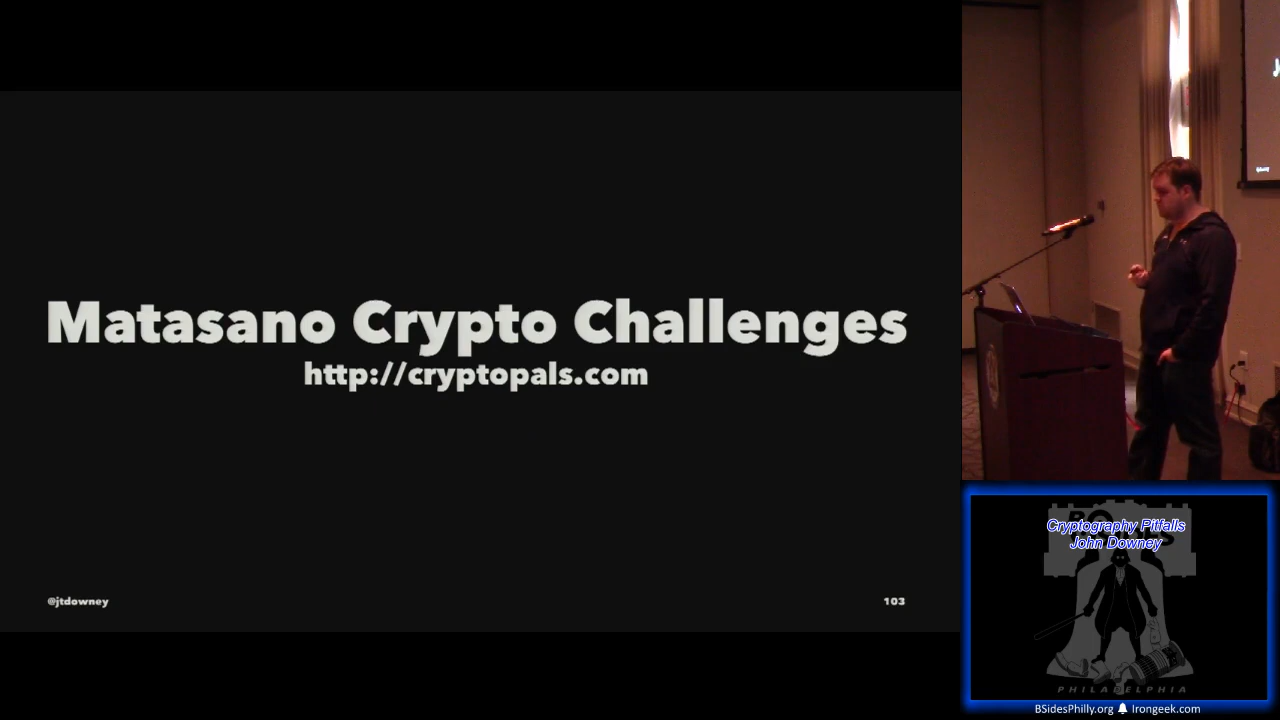 Matasano Crypto Challenges
http://cryptopals.com
@jtdowney
103
Cryptography Pitfalls
John Downey
PHILADELPHIA
BSidesPhilly.org
Irongeek.com